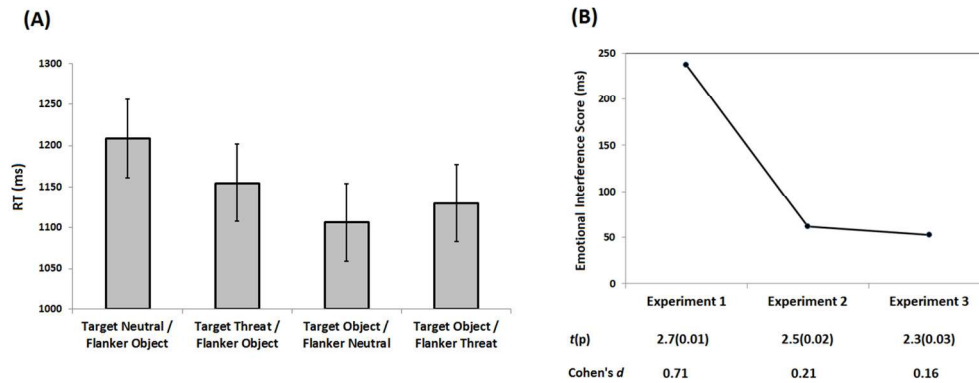 (A)
1300
1250
1200
1150
1100
1050
1000
RT (ms)
Target Neutral /
Flanker Object
Target Threat /
Flanker Object
Target Object /
Flanker Neutral
Target Object /
Flanker Threat
(B)
250
200
150
100
50
0
Emotional Interference Score (ms)
Experiment 1 Experiment 2 Experiment 3
t(p) 2.7(0.01) 2.5(0.02) 2.3(0.03)
Cohen's d 0.71 0.21 0.16